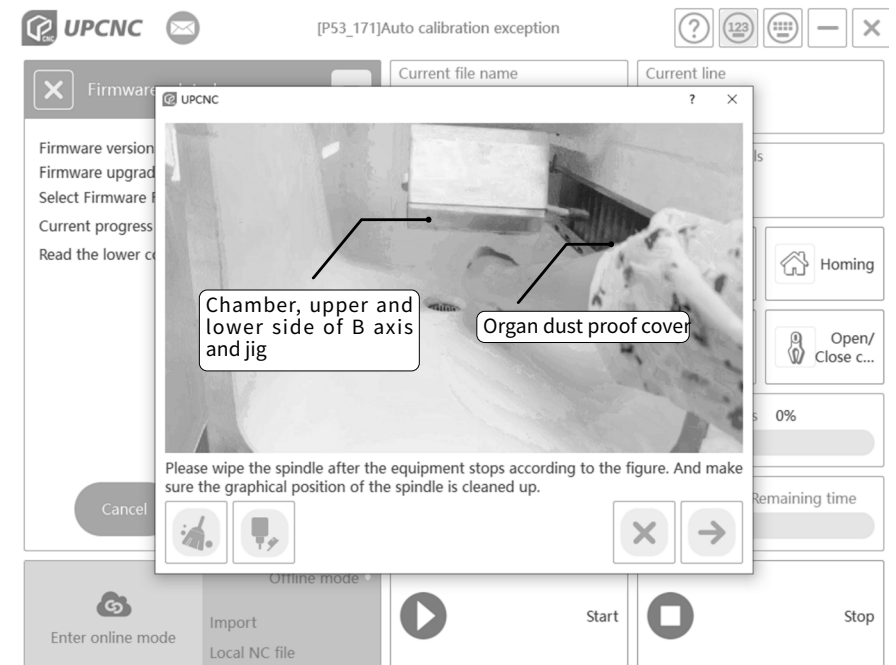 UPCNC
[P53_171]Auto calibration exception
123
Current file name
Current line
Firmware
UPCNC
?
Firmware version
Firmware upgrad
Select Firmware
Current progress
Read the lower
Chamber, upper and
lower side of B axis
and jig
Organ dust proof cover
Homing
Open/
Close c...
0%
Please wipe the spindle after the equipment stops according to the figure. And make
sure the graphical position of the spindle is cleaned up.
Cancel
Remaining time
Offline mode
Enter online mode
Import
Local NC file
Start
Stop